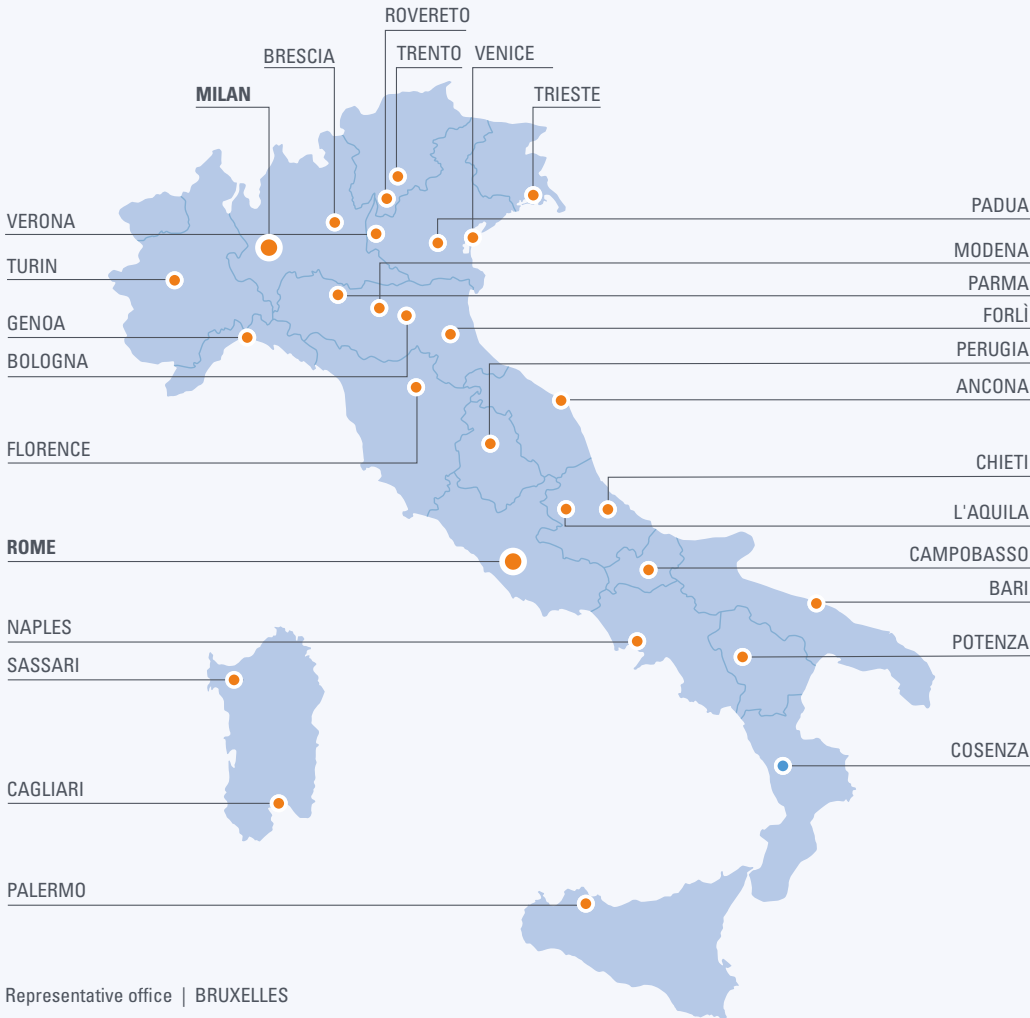 ROVERETO
BRESCIA
TRENTO
VENICE
MILAN
TRIESTE
VERONA
PADUA
MODENA
TURIN
PARMA
GENOA
FORLÌ
BOLOGNA
PERUGIA
ANCONA
FLORENCE
CHIETI
L'AQUILA
ROME
CAMPOBASSO
BARI
NAPLES
POTENZA
SASSARI
COSENZA
CAGLIARI
PALERMO
Representative office | BRUXELLES